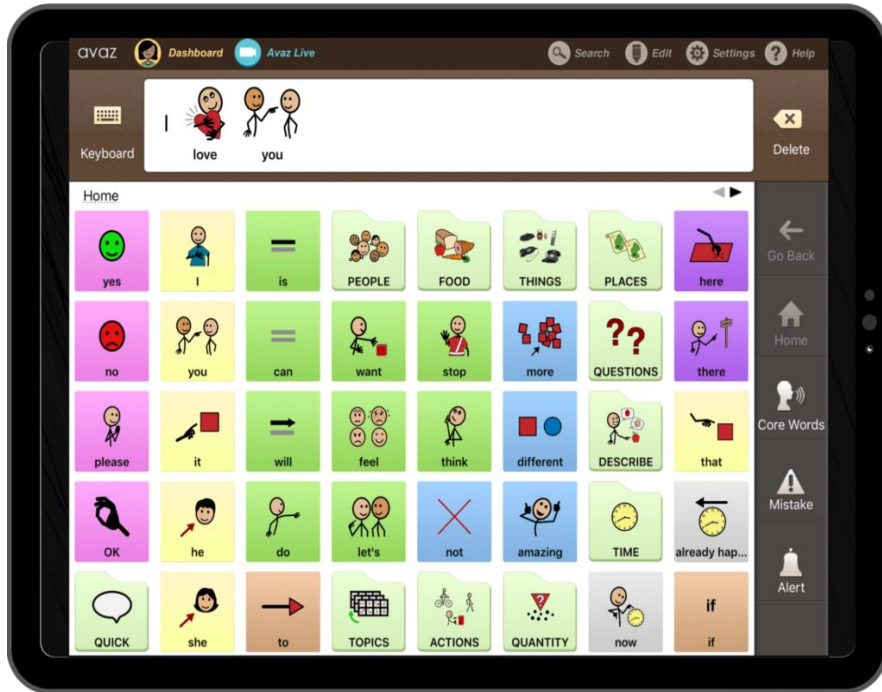 avaz Dashboard Avaz Live Search Edit Settings ? Help
Keyboard I love you Delete
Home
yes I is PEOPLE FOOD THINGS PLACES here Go Back
no you can want stop more ?? QUESTIONS there Home
please it will feel think different DESCRIBE that Core Words
OK he do let's not amazing TIME already hap... Mistake
Alert
QUICK she to TOPICS ACTIONS ? QUANTITY now if
if